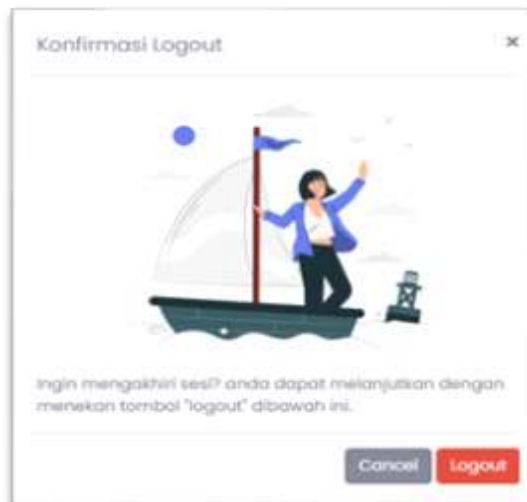 Konfirmasi Logout
×
Ingin mengakhiri sesi? anda dapat melanjutkan dengan
menekan tombol "logout" dibawah ini.
Cancel
Logout